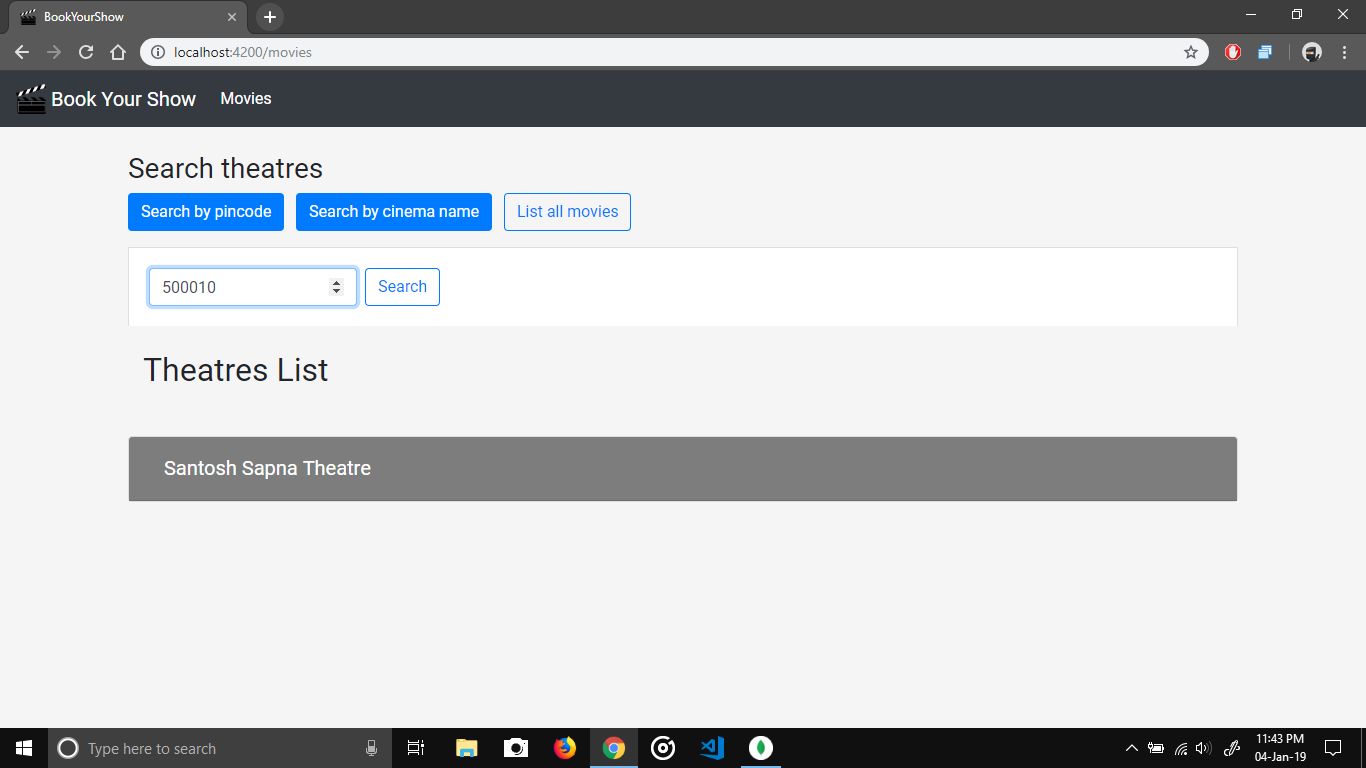 BookYourShow
localhost:4200/movies
Book Your Show Movies
Search theatres
Search by pincode Search by cinema name List all movies
500010 Search
Theatres List
Santosh Sapna Theatre
Type here to search
11:43 PM
04-Jan-19